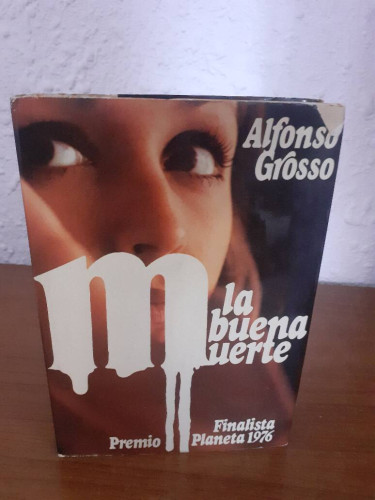 Alfonso
Grosso
la
buena
muerte
Finalista
Premio Planeta 1976